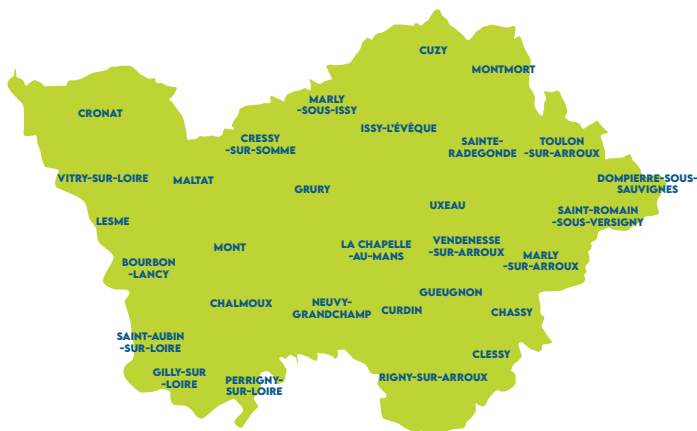 CUZY
MONTMORT
MARLY
-SOUS-ISSY
CRONAT
ISSY-L'ÉVÊQUE
CRESSY
-SUR-SOMME
SAINTE-
RADEGONDE
TOULON
-SUR-ARROUX
VITRY-SUR-LOIRE
MALTAT
GRURY
DOMPIERRE-SOUS-
SAUVIGNES
UXEAU
SAINT-ROMAIN
-SOUS-VERSIGNY
LESME
MONT
LA CHAPELLE
-AU-MANS
VENDENESSE
-SUR-ARROUX
MARLY
-SUR-ARROUX
BOURBON
-LANCY
GUEUGNON
CHALMOUX
NEUVY-
GRANDCHAMP
CURDIN
CHASSY
SAINT-AUBIN
-SUR-LOIRE
CLESSY
GILLY-SUR
-LOIRE
PERRIGNY-
SUR-LOIRE
RIGNY-SUR-ARROUX